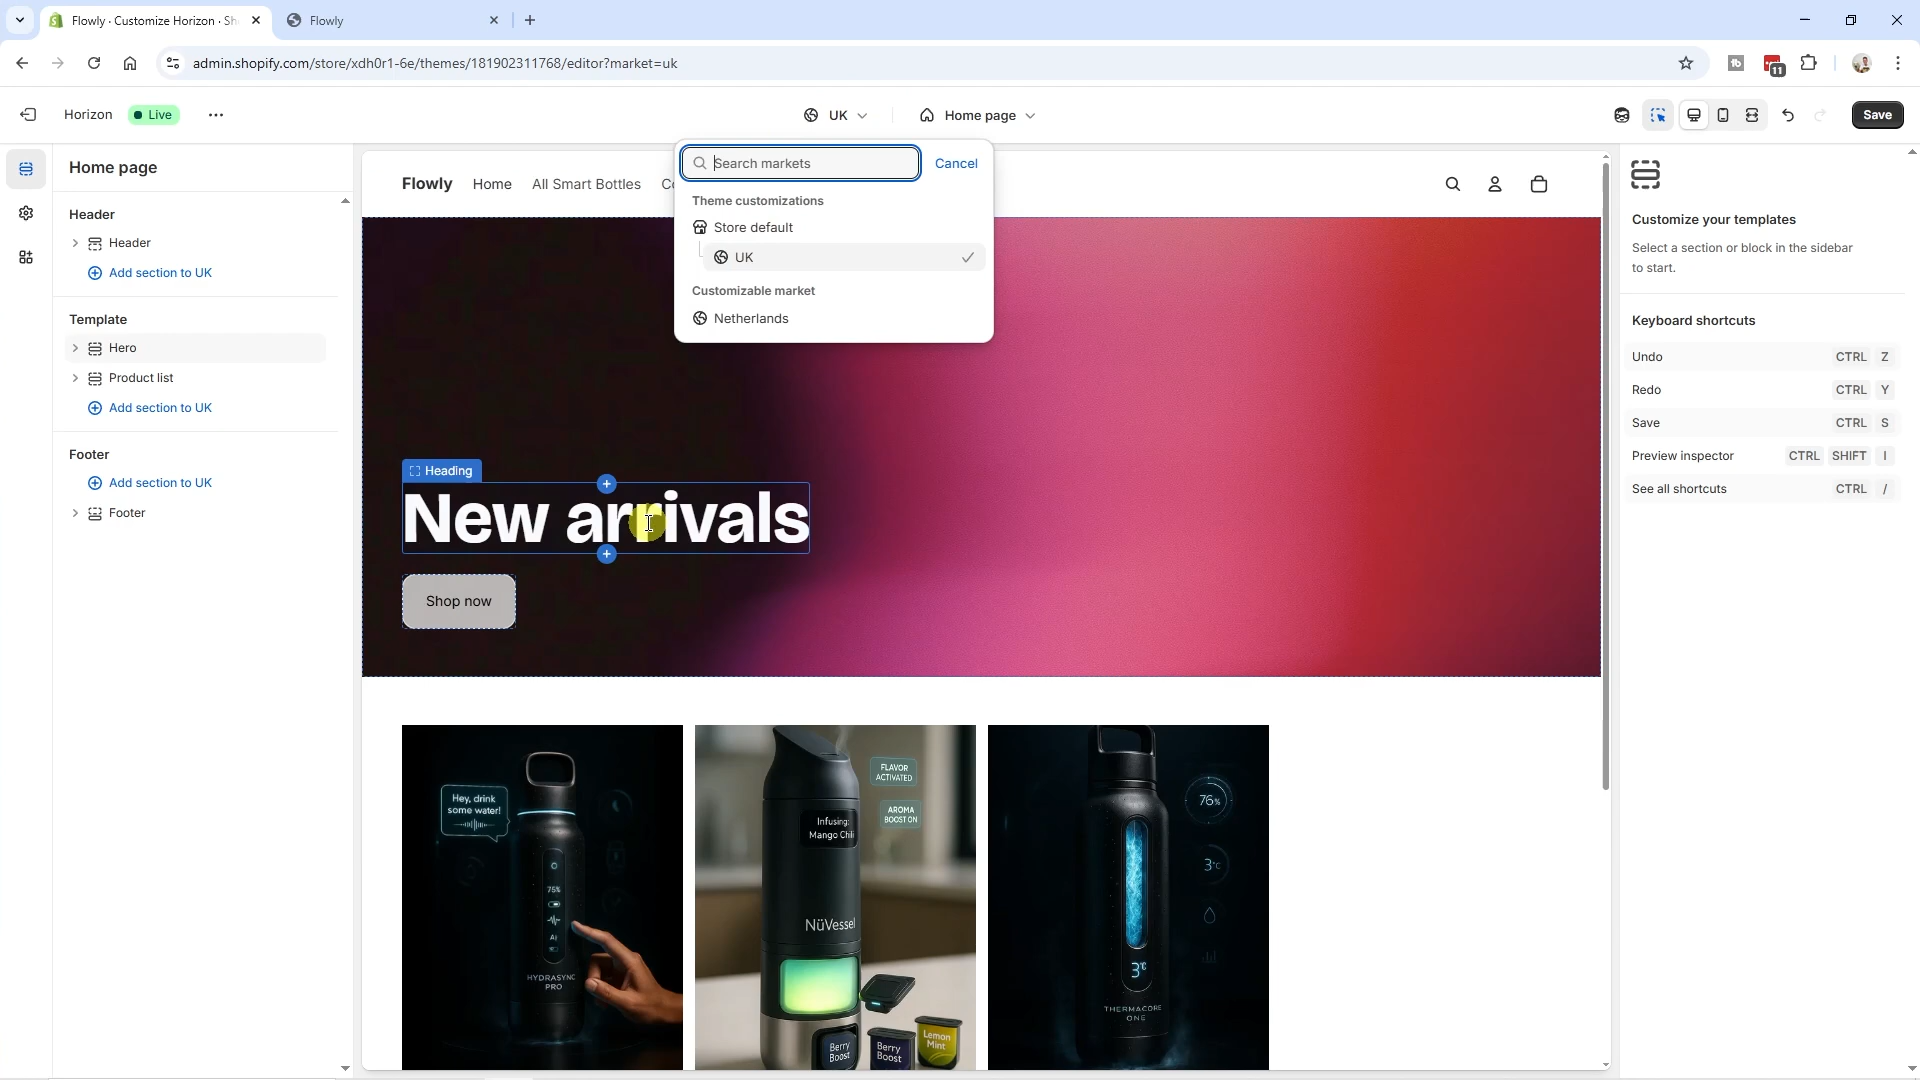 Flowly · Customize Horizon · Sh
Flowly
admin.shopify.com/store/xdh0r1-6e/themes/181902311768/editor?market=uk
11
Horizon
Live
UK
Home page
Save
Home page
Header
Header
Add section to UK
Template
Hero
Product list
Add section to UK
Footer
Add section to UK
Footer
Flowly
Home
All Smart Bottles
Search markets
Cancel
Theme customizations
Store default
UK
Customizable market
Netherlands
Heading
New arrivals
Shop now
Hey, drink
some water!
75%
AI
HYDRASYNC
PRO
FLAVOR
ACTIVATED
AROMA
BOOST ON
Infusing:
Mango Chili
NüVessel
Berry
Boost
Berry
Boost
Lemon
Mint
76%
3°C
3°
THERMACORE
ONE
Customize your templates
Select a section or block in the sidebar
to start.
Keyboard shortcuts
Undo CTRL Z
Redo CTRL Y
Save CTRL S
Preview inspector CTRL SHIFT I
See all shortcuts CTRL /